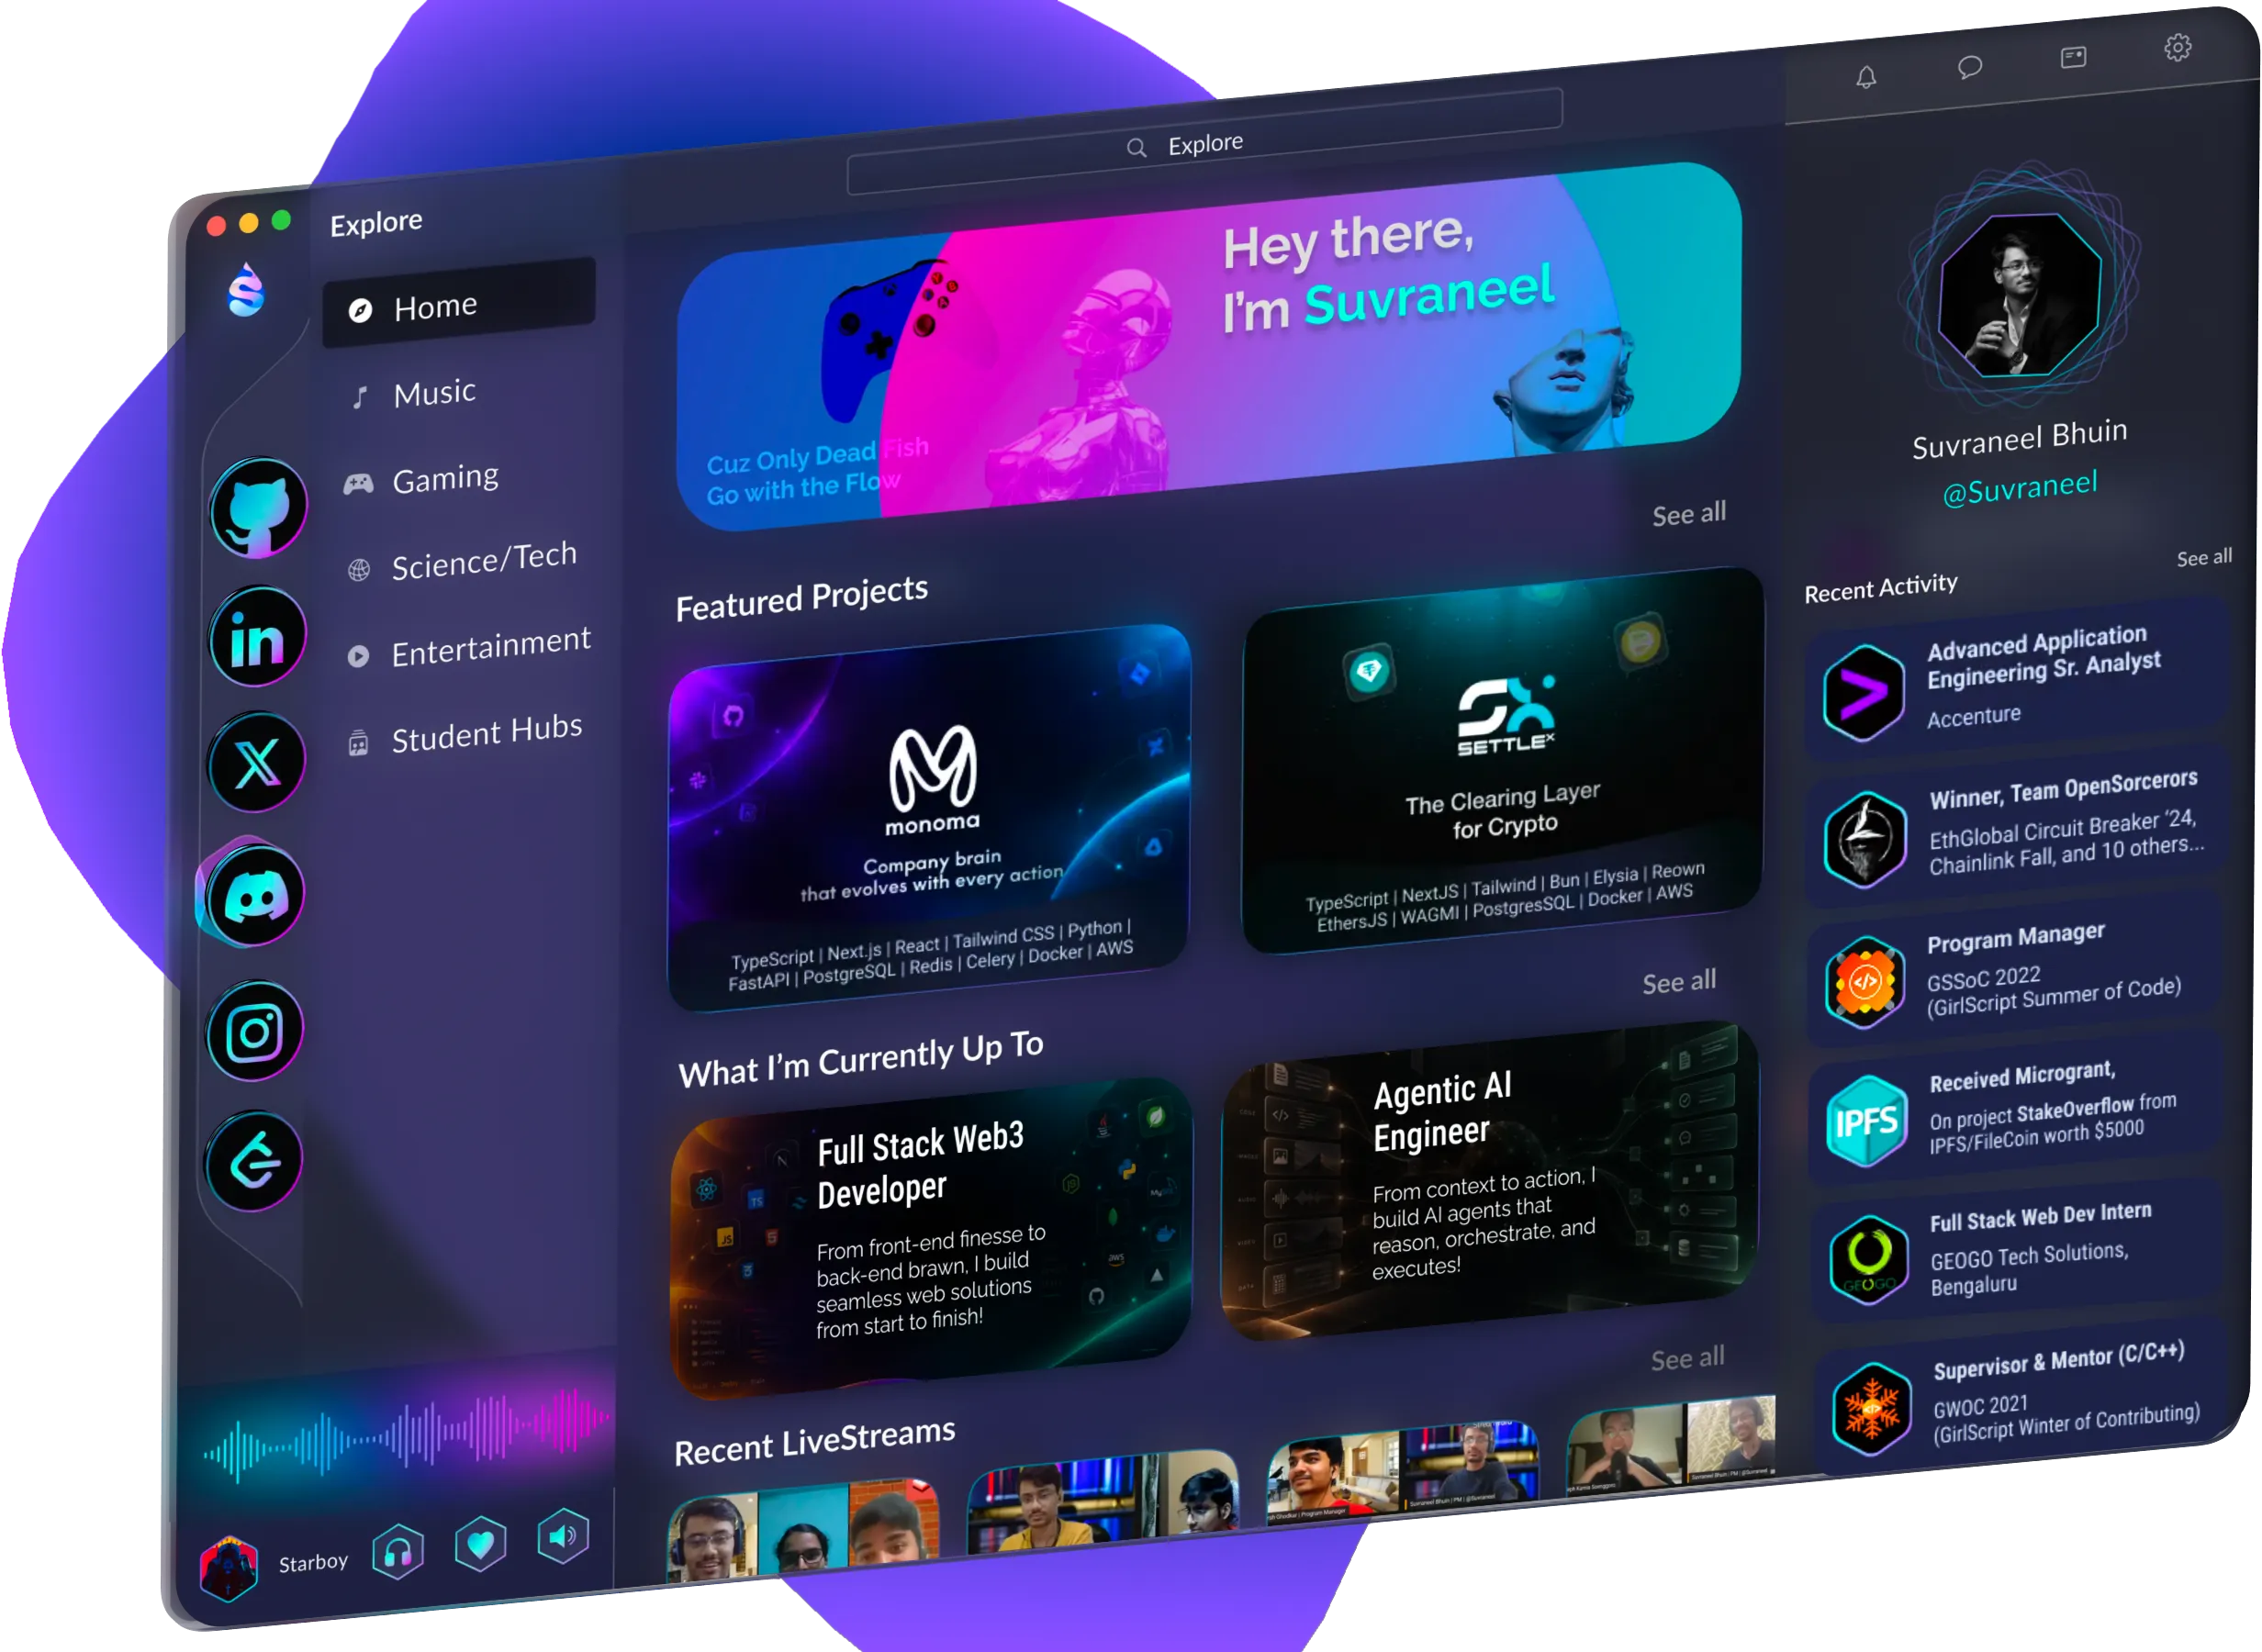 Explore
Explore
Home
Music
Gaming
Science/Tech
Entertainment
Student Hubs
Starboy
Hey there,
I'm Suvraneel
Cuz Only Dead Fish
Go with the Flow
See all
Featured Projects
monoma
Company brain
that evolves with every action
TypeScript | Next.js | React | Tailwind CSS | Python |
FastAPI | PostgreSQL | Redis | Celery | Docker | AWS
SETTLEX
The Clearing Layer
for Crypto
TypeScript | NextJS | Tailwind | Bun | Elysia | Reown
EthersJS | WAGMI | PostgresSQL | Docker | AWS
See all
What I'm Currently Up To
Full Stack Web3
Developer
From front-end finesse to
back-end brawn, I build
seamless web solutions
from start to finish!
TS
JS
aws
Agentic AI
Engineer
From context to action, I
build AI agents that
reason, orchestrate, and
executes!
See all
Recent LiveStreams
Suvraneel Bhuin
@Suvraneel
See all
Recent Activity
Advanced Application
Engineering Sr. Analyst
Accenture
Winner, Team OpenSorcerors
EthGlobal Circuit Breaker '24,
Chainlink Fall, and 10 others...
Program Manager
GSSoC 2022
(GirlScript Summer of Code)
IPFS
Received Microgrant,
On project StakeOverflow from
IPFS/FileCoin worth $5000
GEOGO
Full Stack Web Dev Intern
GEOGO Tech Solutions,
Bengaluru
Supervisor & Mentor (C/C++)
GWOC 2021
(GirlScript Winter of Contributing)